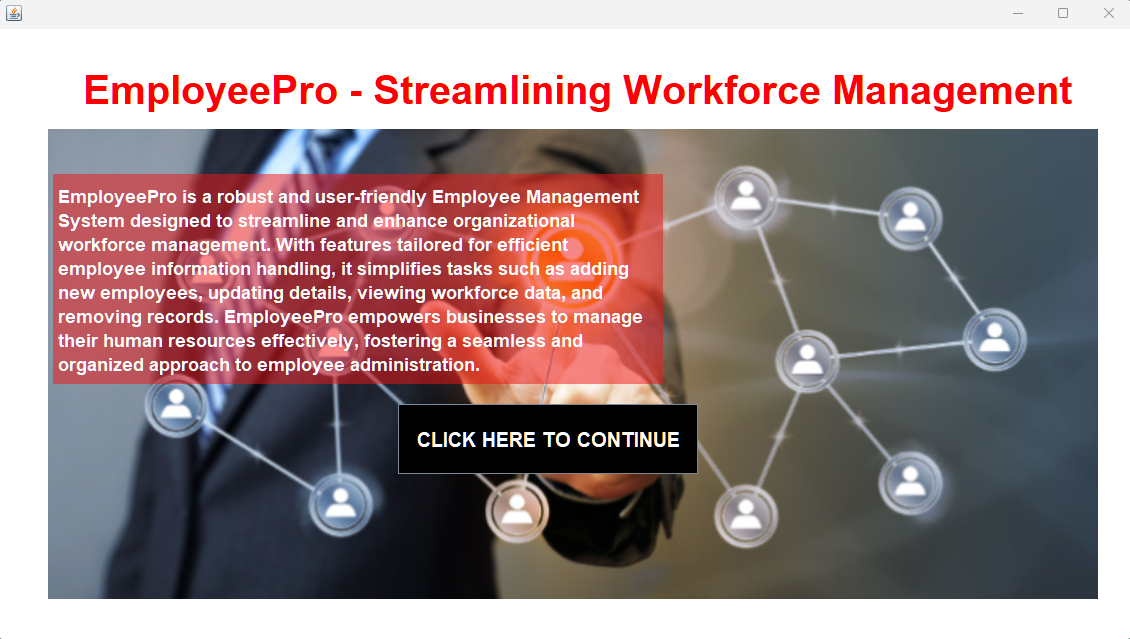 EmployeePro - Streamlining Workforce Management
EmployeePro is a robust and user-friendly Employee Management
System designed to streamline and enhance organizational
workforce management. With features tailored for efficient
employee information handling, it simplifies tasks such as adding
new employees, updating details, viewing workforce data, and
removing records. EmployeePro empowers businesses to manage
their human resources effectively, fostering a seamless and
organized approach to employee administration.
CLICK HERE TO CONTINUE